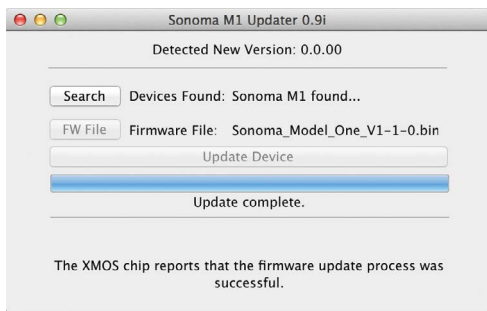 Sonoma M1 Updater 0.9i
Detected New Version: 0.0.00
Search Devices Found: Sonoma M1 found...
FW File Firmware File: Sonoma_Model_One_V1-1-0.bin
Update Device
Update complete.
The XMOS chip reports that the firmware update process was
successful.